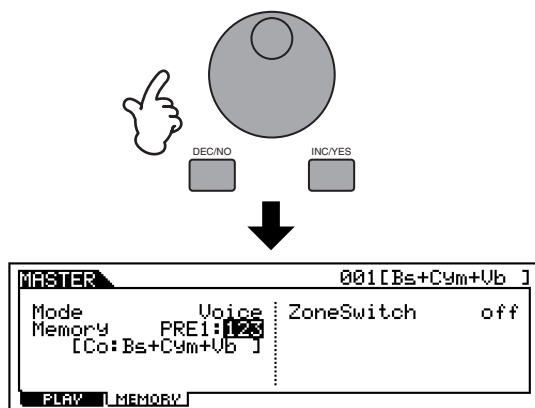 DEC/NO INC/YES
MASTER 001[Bs+Cym+Vb ]
Mode Voice ZoneSwitch off
Memory PRE1:123
[Co:Bs+Cym+Vb ]
PLAY MEMORY